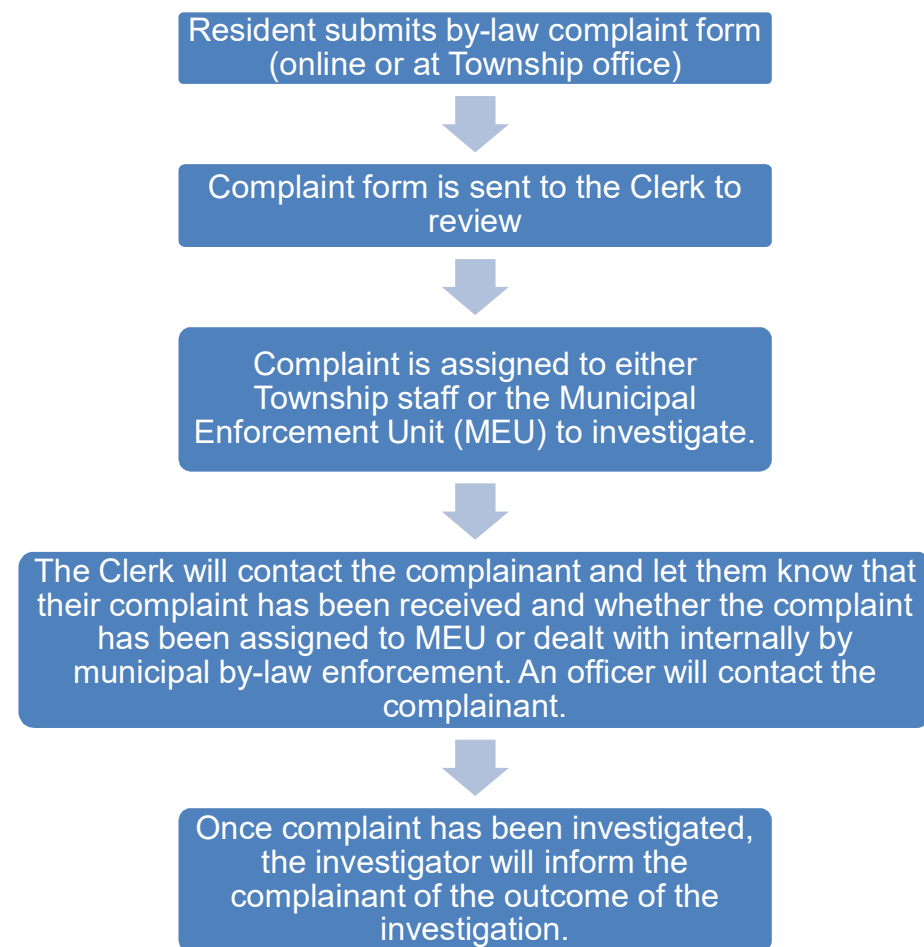 Resident submits by-law complaint form
(online or at Township office)
Complaint form is sent to the Clerk to
review
Complaint is assigned to either
Township staff or the Municipal
Enforcement Unit (MEU) to investigate.
The Clerk will contact the complainant and let them know that
their complaint has been received and whether the complaint
has been assigned to MEU or dealt with internally by
municipal by-law enforcement. An officer will contact the
complainant.
Once complaint has been investigated,
the investigator will inform the
complainant of the outcome of the
investigation.